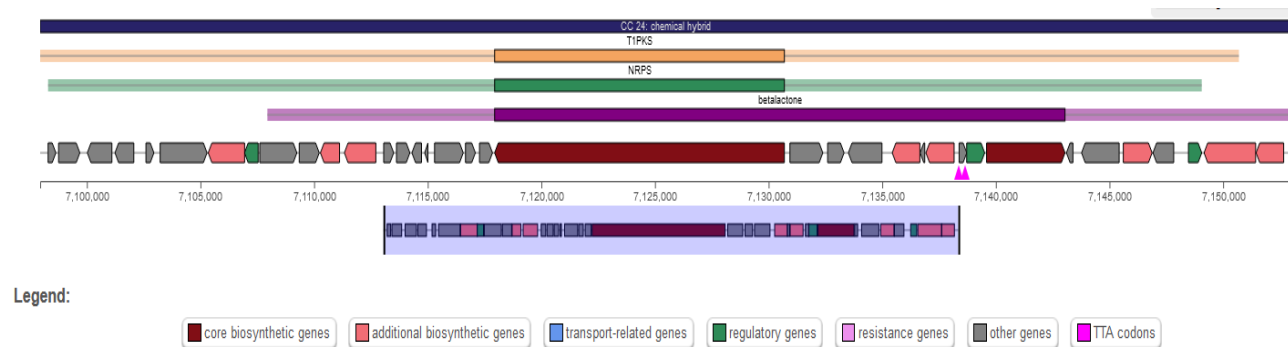 CC 24: chemical hybrid
T1PKS
NRPS
betalactone
7,100,000 7,105,000 7,110,000 7,115,000 7,120,000 7,125,000 7,130,000 7,135,000 7,140,000 7,145,000 7,150,000
Legend:
core biosynthetic genes additional biosynthetic genes transport-related genes regulatory genes resistance genes other genes TTA codons